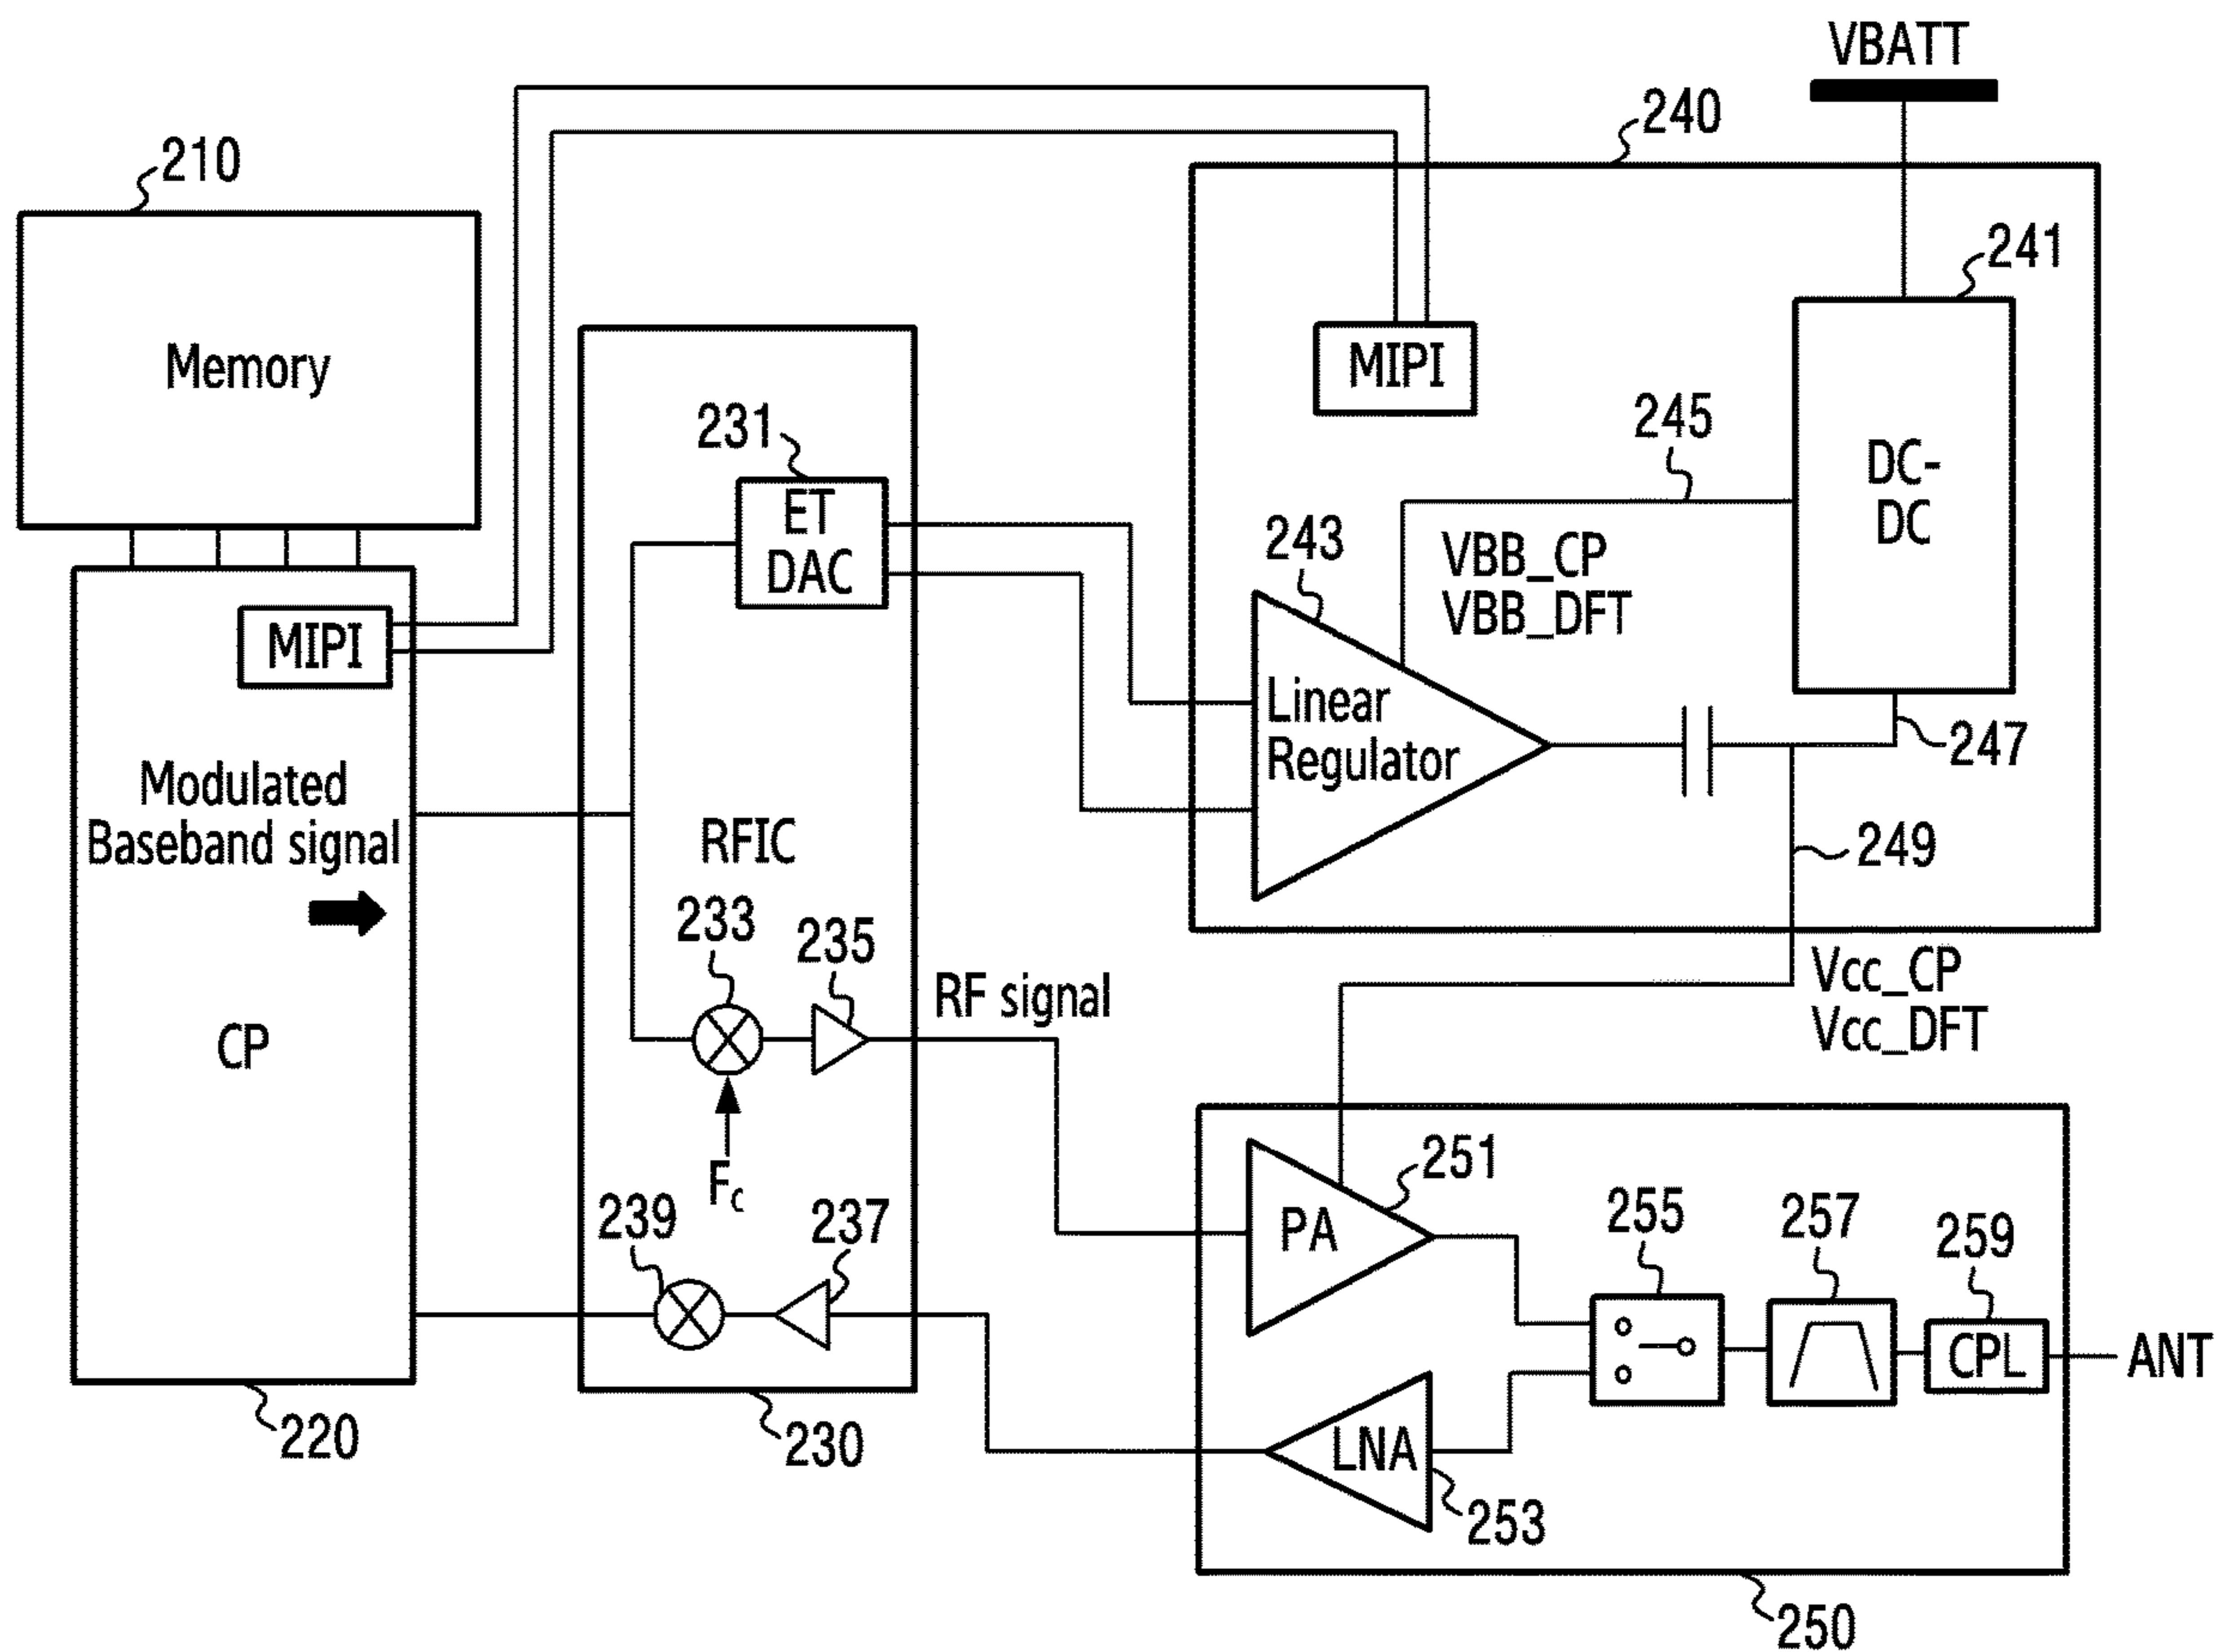 VBATT
240
210
Memory
241
231
ET
DAC
MIPI
245
DC-
DC
243
VBB_CP
VBB_DFT
MIPI
Linear
Regulator
247
Modulated
Baseband signal
RFIC
249
233
235
RF signal
Vcc_CP
Vcc_DFT
CP
Fc
239
237
PA
251
255
257
259
CPL
ANT
LNA
253
220
230
250